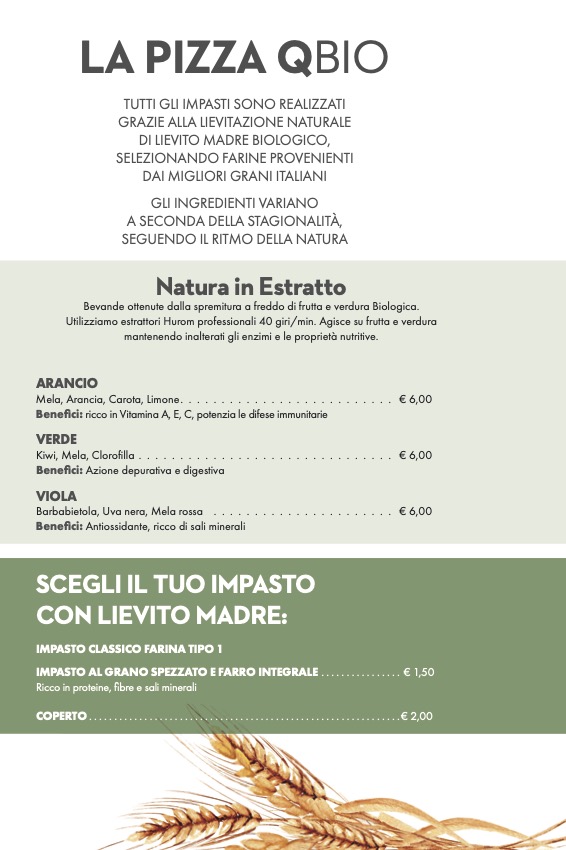 LA PIZZA QBIO
TUTTI GLI IMPASTI SONO REALIZZATI
GRAZIE ALLA LIEVITAZIONE NATURALE
DI LIEVITO MADRE BIOLOGICO,
SELEZIONANDO FARINE PROVENIENTI
DAI MIGLIORI GRANI ITALIANI
GLI INGREDIENTI VARIANO
A SECONDA DELLA STAGIONALITÀ,
SEGUENDO IL RITMO DELLA NATURA
Natura in Estratto
Bevande ottenute dalla spremitura a freddo di frutta e verdura Biologica.
Utilizziamo estrattori Hurom professionali 40 giri/min. Agisce su frutta e verdura
mantenendo inalterati gli enzimi e le proprietà nutritive.
ARANCIO
Mela, Arancia, Carota, Limone. . . . . . . . . . . . . . . . . . . . . . . . . . . € 6,00
Benefici: ricco in Vitamina A, E, C, potenzia le difese immunitarie
VERDE
Kiwi, Mela, Clorofilla . . . . . . . . . . . . . . . . . . . . . . . . . . . . . . . . € 6,00
Benefici: Azione depurativa e digestiva
VIOLA
Barbabietola, Uva nera, Mela rossa . . . . . . . . . . . . . . . . . . . . . . . € 6,00
Benefici: Antiossidante, ricco di sali minerali
SCEGLI IL TUO IMPASTO
CON LIEVITO MADRE:
IMPASTO CLASSICO FARINA TIPO 1
IMPASTO AL GRANO SPEZZATO E FARRO INTEGRALE . . . . . . . . . . . . . . . . € 1,50
Ricco in proteine, fibre e sali minerali
COPERTO . . . . . . . . . . . . . . . . . . . . . . . . . . . . . . . . . . . . . . . . € 2,00